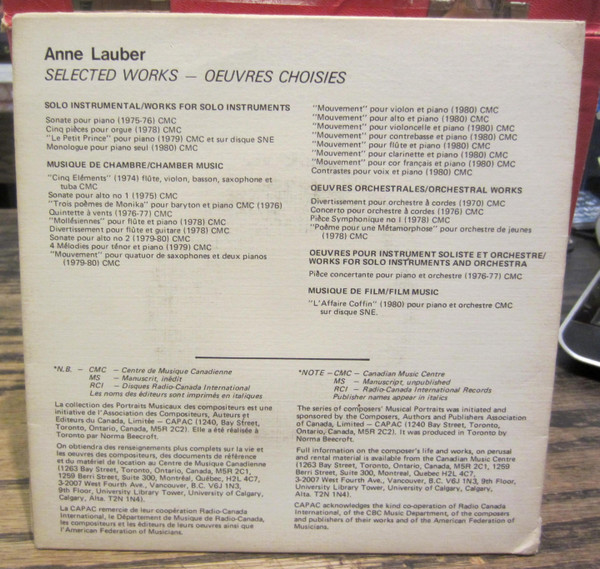 Anne Lauber
SELECTED WORKS — OEUVRES CHOISIES
SOLO INSTRUMENTAL/WORKS FOR SOLO INSTRUMENTS
Sonate pour piano (1975-76) CMC
Cinq pièces pour orgue (1978) CMC
"Le Petit Prince" pour piano (1979) CMC et sur disque SNE
Monologue pour piano seul (1980) CMC
MUSIQUE DE CHAMBRE/CHAMBER MUSIC
"Cinq Eléments" (1974) flûte, violon, basson, saxophone et
tuba CMC
Sonate pour alto no 1 (1975) CMC
"Trois poèmes de Monika" pour baryton et piano CMC (1976)
Quintette à vents (1976-77) CMC
"Mollésiennes" pour flûte et piano (1978) CMC
Divertissement pour flûte et guitare (1978) CMC
Sonate pour alto no 2 (1979-80) CMC
4 Mélodies pour ténor et piano (1979) CMC
"Mouvement" pour quatuor de saxophones et deux pianos
(1979-80) CMC
"Mouvement" pour violon et piano (1980) CMC
"Mouvement" pour alto et piano (1980) CMC
"Mouvement" pour violoncelle et piano (1980) CMC
"Mouvement" pour contrebasse et piano (1980) CMC
"Mouvement" pour flûte et piano (1980) CMC
"Mouvement" pour clarinette et piano (1980) CMC
"Mouvement" pour cor français et piano (1980) CMC
Contrastes pour voix et piano (1980) CMC
OEUVRES ORCHESTRALES/ORCHESTRAL WORKS
Divertissement pour orchestre à cordes (1970) CMC
Concerto pour orchestre à cordes (1976) CMC
Pièce Symphonique no I (1978) CMC
"Poème pour une Métamorphose" pour orchestre de jeunes
(1978) CMC
OEUVRES POUR INSTRUMENT SOLISTE ET ORCHESTRE/
WORKS FOR SOLO INSTRUMENTS AND ORCHESTRA
Pièce concertante pour piano et orchestre (1976-77) CMC
MUSIQUE DE FILM/FILM MUSIC
"L'Affaire Coffin" (1980) pour piano et orchestre CMC
sur disque SNE.
*N.B. – CMC – Centre de Musique Canadienne
MS – Manuscrit, inédit
RCI – Disques Radio-Canada International
Les noms des éditeurs sont imprimés en italiques
La collection des Portraits Musicaux des compositeurs est une
initiative de l'Association des Compositeurs, Auteurs et
Editeurs du Canada, Limitée – CAPAC (1240, Bay Street,
Toronto, Ontario, Canada, M5R 2C2). Elle a été réalisée à
Toronto par Norma Beecroft.
On obtiendra des renseignements plus complets sur la vie et
les œuvres des compositeurs, des documents de référence
et du matériel de location au Centre de Musique Canadienne
(1263 Bay Street, Toronto, Ontario, Canada, M5R 2C1, 1259
Berri Street, Suite 300, Montréal, Québec, H2L 4C7,
3-2007 West Fourth Ave., Vancouver, B.C. V6J 1N3,
9th Floor, University Library Tower, University of Calgary,
Calgary, Alta. T2N 1N4).
La CAPAC remercie de leur coopération Radio-Canada
International, le Département de Musique de Radio-Canada,
les compositeurs et les éditeurs de leurs oeuvres ainsi que
l'American Federation of Musicians.
*NOTE – CMC – Canadian Music Centre
MS – Manuscript, unpublished
RCI – Radio-Canada International Records
Publisher names appear in italics
The series of composers' Musical Portraits was initiated and
sponsored by the Composers, Authors and Publishers Association
of Canada, Limited – CAPAC (1240 Bay Street, Toronto,
Ontario, Canada, M5R 2C2). It was produced in Toronto by
Norma Beecroft.
Full information on the composer's life and works, on perusal
and rental material is available from the Canadian Music Centre
(1263 Bay Street, Toronto, Ontario, Canada, M5R 2C1, 1259
Berri Street, Suite 300, Montreal, Quebec H2L 4C7,
3-2007 West Fourth Ave., Vancouver, B.C. V6J 1N3, 9th Floor,
University Library Tower, University of Calgary, Calgary,
Alta. T2N 1N4).
CAPAC acknowledges the kind co-operation of Radio Canada
International, of the CBC Music Department, of the composers
and publishers of their works and of the American Federation of
Musicians.